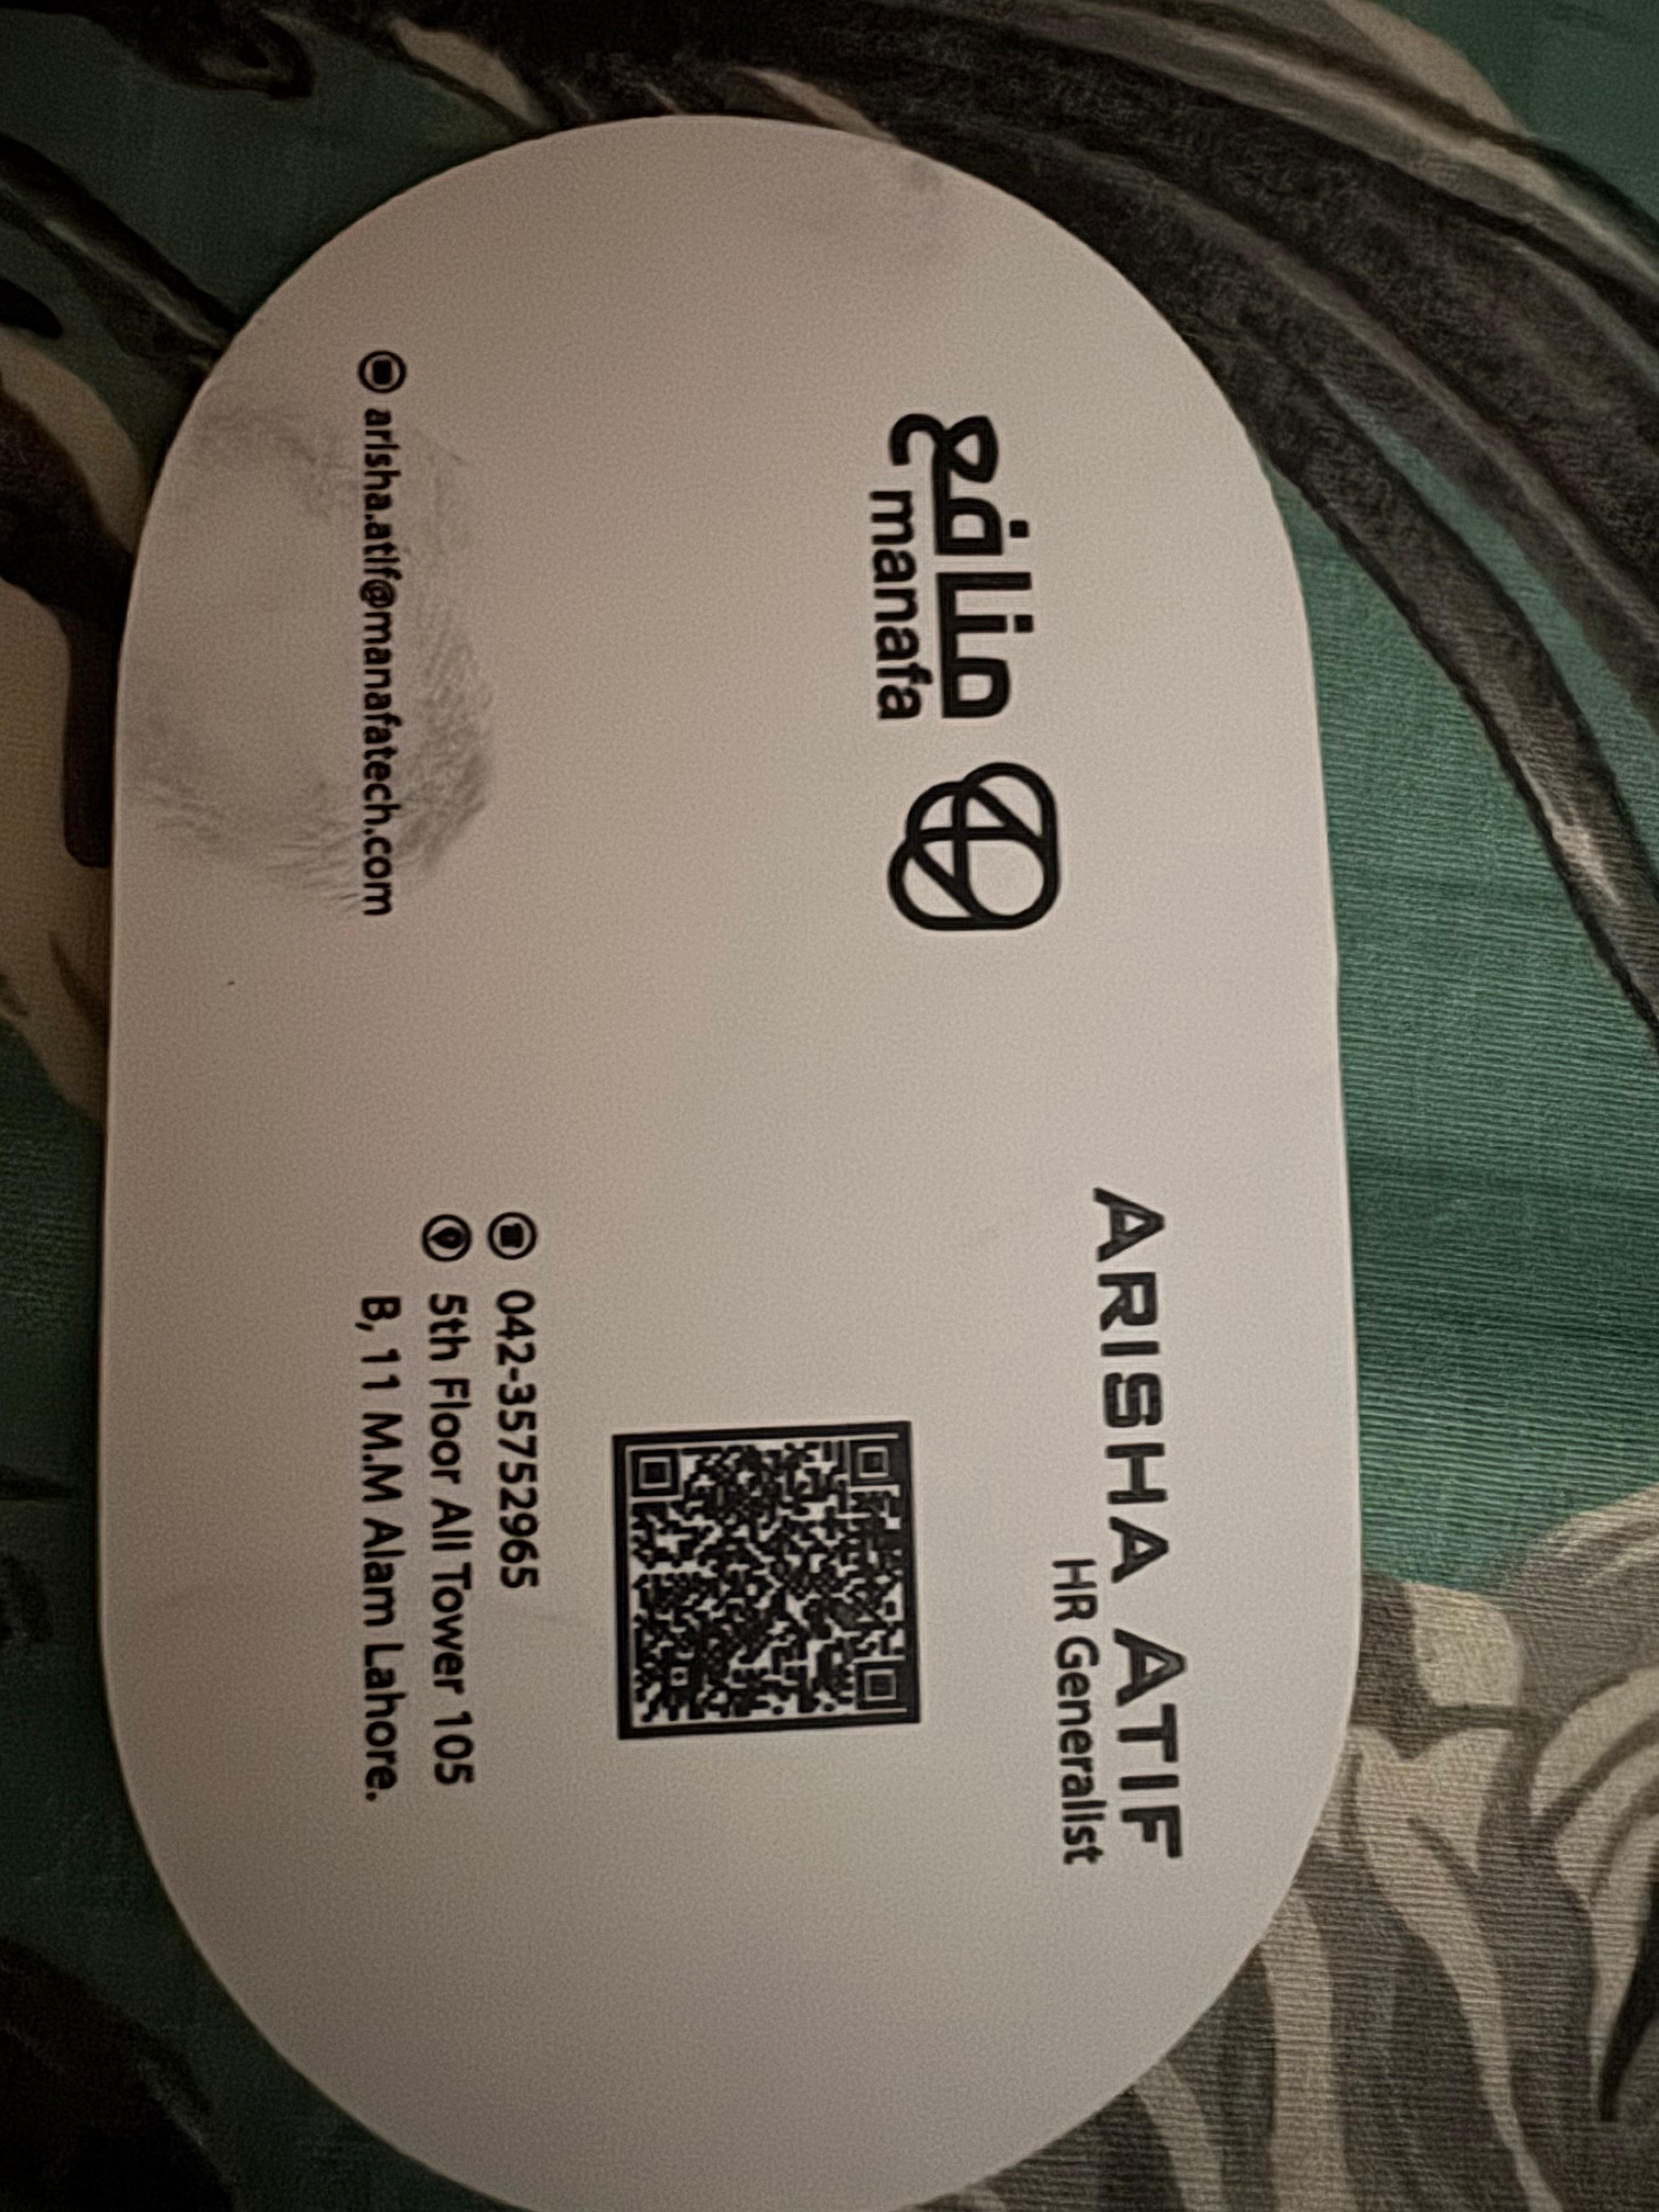 منافع
manafa
ARISHA ATIF
HR Generalist
042-35752965
5th Floor Ali Tower 105
B, 11 M.M Alam Lahore.
arisha.atif@manafatech.com